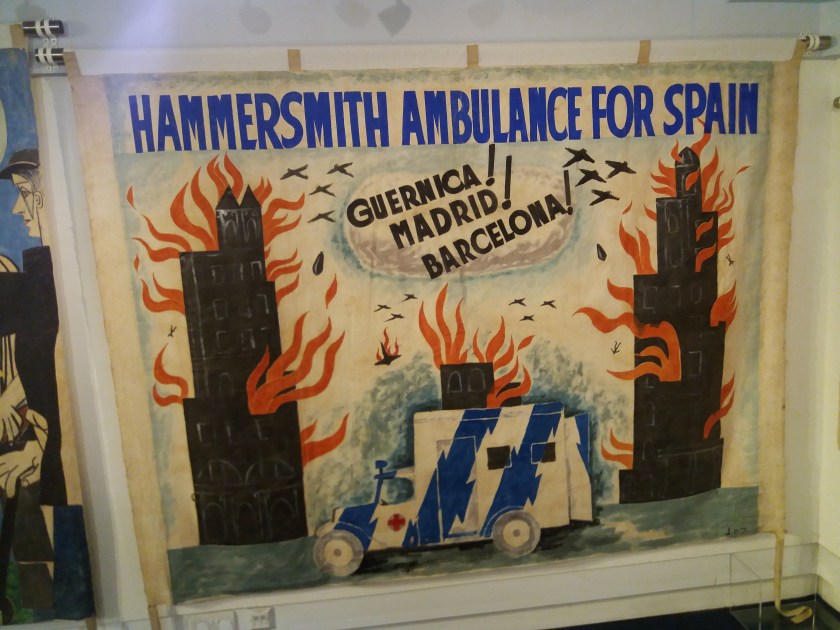 HAMMERSMITH AMBULANCE FOR SPAIN
GUERNICA!
MADRID!
BARCELONA!